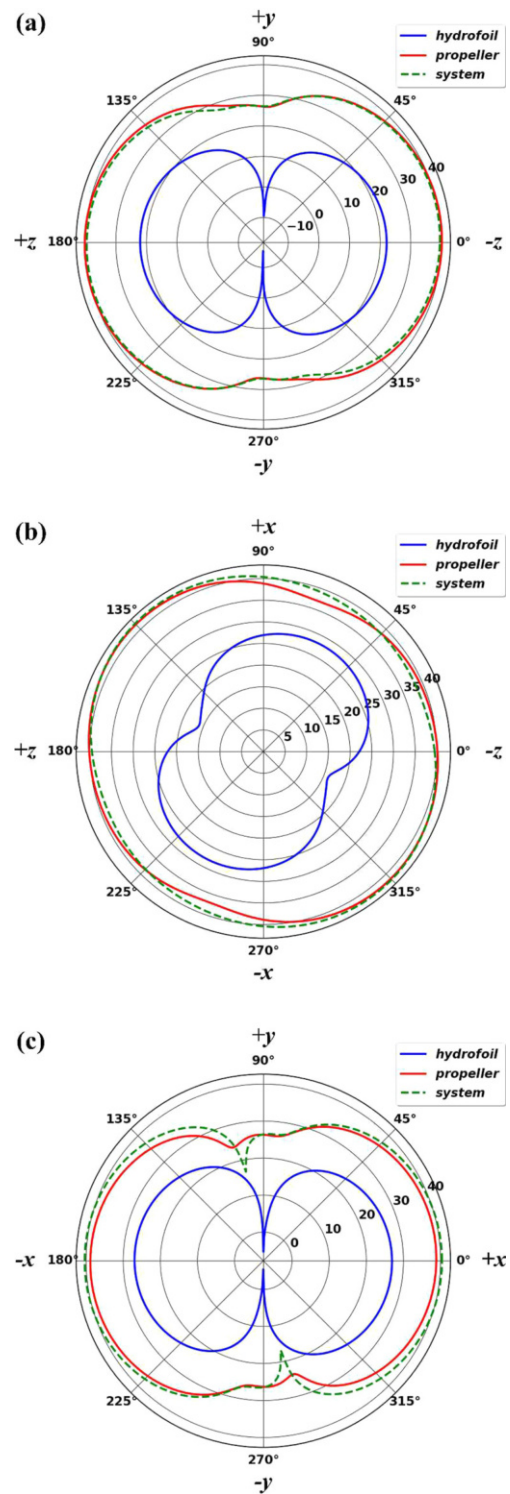 (a)
+y
90°
hydrofoil
propeller
system
135°
45°
40
30
20
10
0
−10
+z 180°
0° -z
225°
315°
270°
-y
(b)
+x
90°
hydrofoil
propeller
system
135°
45°
40
35
30
25
20
15
10
5
+z 180°
0° -z
225°
315°
270°
-x
(c)
+y
90°
hydrofoil
propeller
system
135°
45°
40
30
20
10
0
-x 180°
0° +x
225°
315°
270°
-y